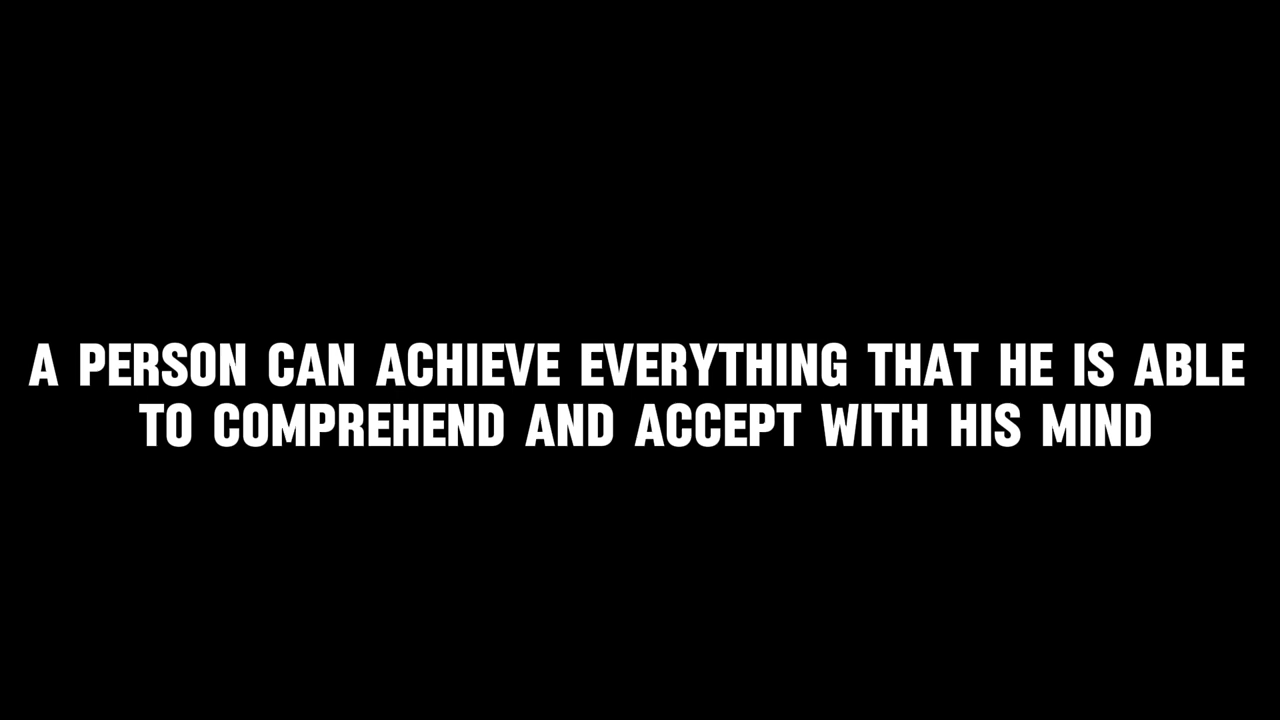 A PERSON CAN ACHIEVE EVERYTHING THAT HE IS ABLE
TO COMPREHEND AND ACCEPT WITH HIS MIND